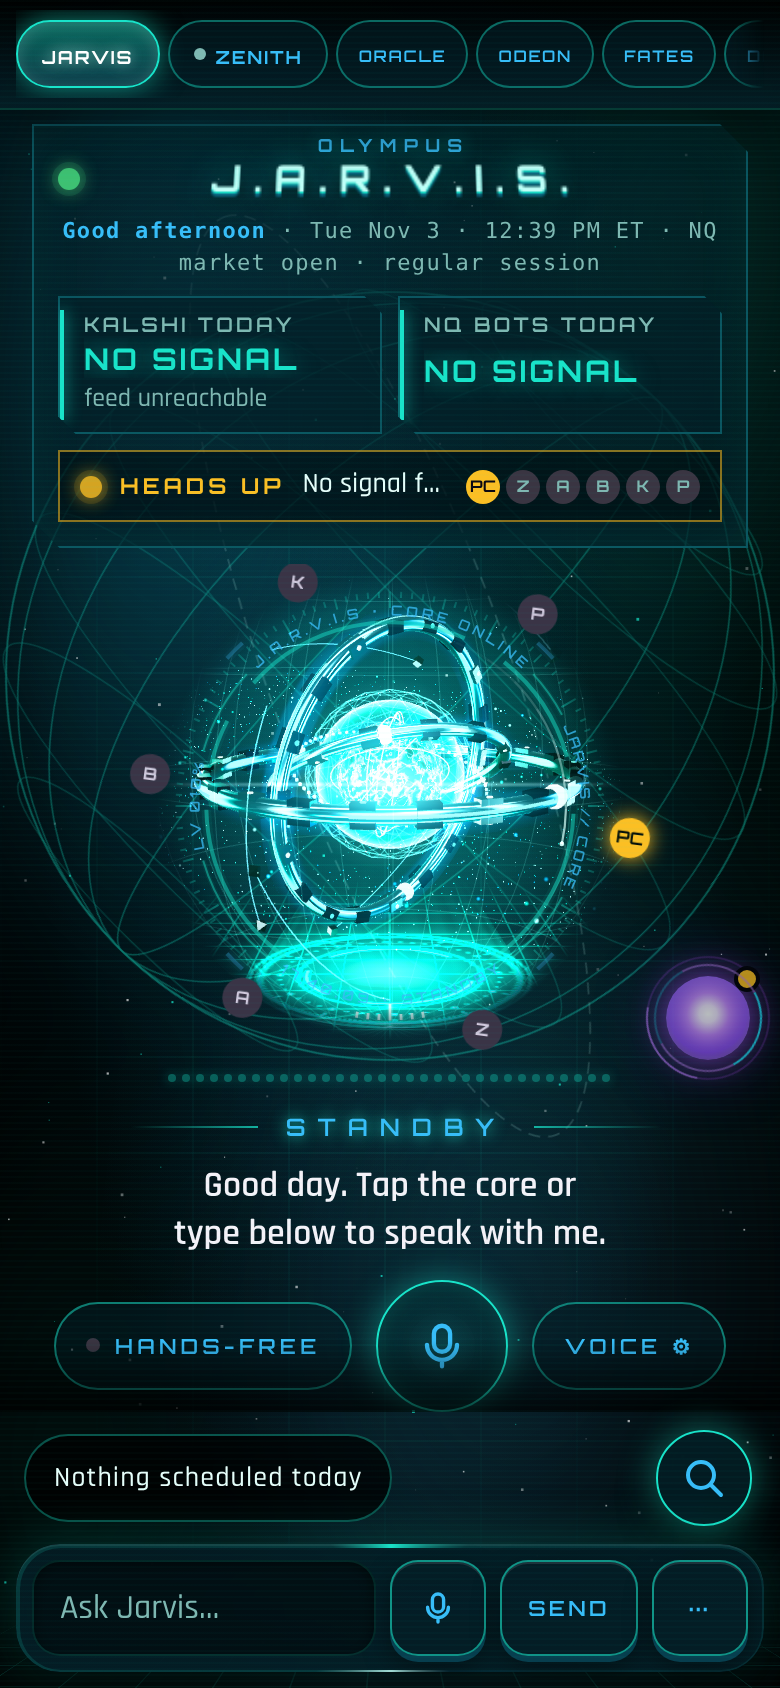 JARVIS
ZENITH
ORACLE
ODEON
FATES
OLYMPUS
J.A.R.V.I.S.
Good afternoon · Tue Nov 3 · 12:39 PM ET · NQ
market open · regular session
KALSHI TODAY
NO SIGNAL
feed unreachable
NQ BOTS TODAY
NO SIGNAL
HEADS UP No signal f... PC Z A B K P
K
P
J.A.R.V.I.S · CORE ONLINE
B
JARVIS // CORE
PC
A
Z
STANDBY
Good day. Tap the core or
type below to speak with me.
HANDS-FREE
VOICE ⚙
Nothing scheduled today
Ask Jarvis...
SEND
...